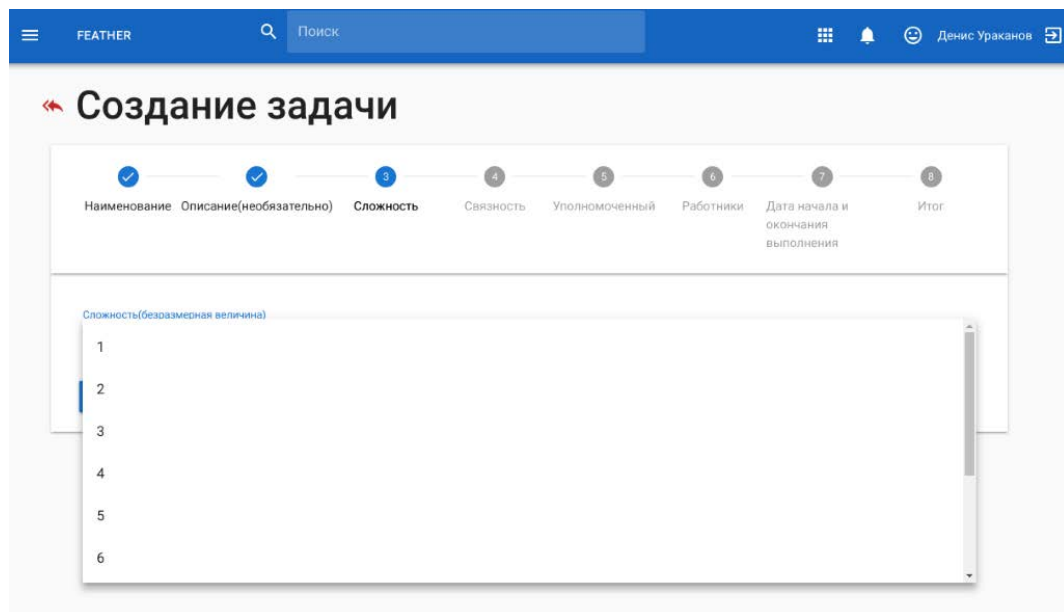 FEATHER
Поиск
Денис Ураканов
Создание задачи
3 4 5 6 7 8
Наименование Описание(необязательно) Сложность Связность Уполномоченный Работники Дата начала и Итог
окончания
выполнения
Сложность(безразмерная величина)
1
2
3
4
5
6